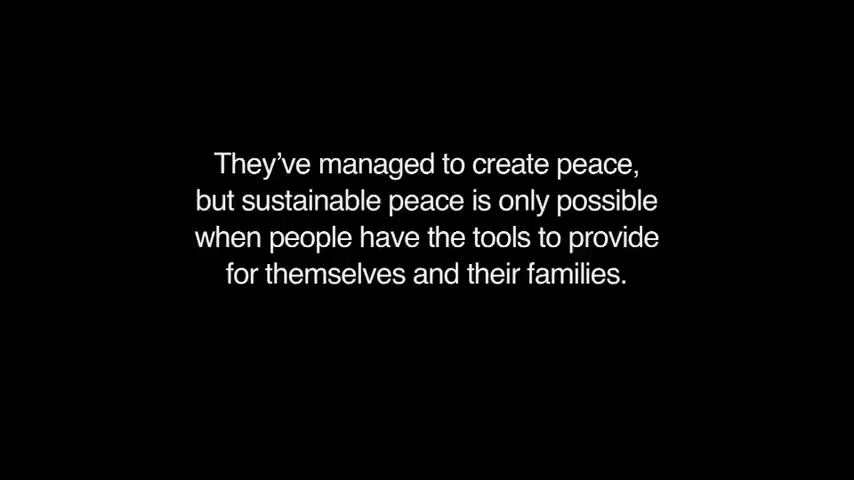 They’ve managed to create peace,
but sustainable peace is only possible
when people have the tools to provide
for themselves and their families.